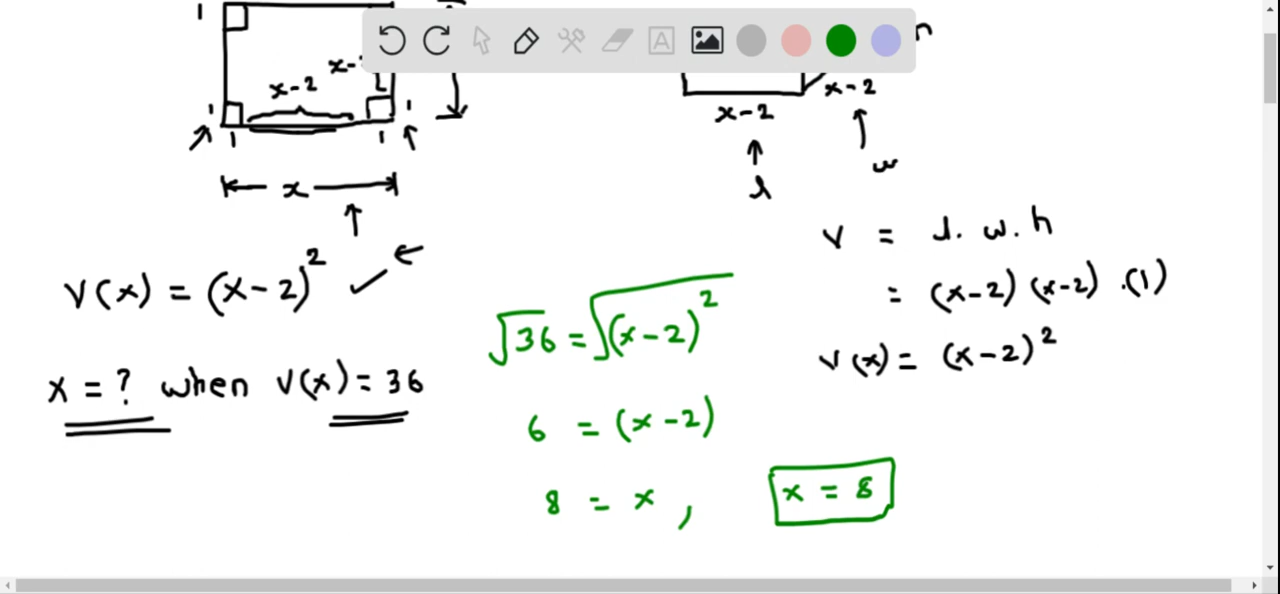 1
x-2
x-2
1 1
1 1
x
x-2
x-2
l
w
V(x) = (x-2)²
x = ? when V(x) = 36
√36 = √(x-2)²
6 = (x-2)
8 = x, x = 8
V = l. w. h
= (x-2) (x-2) .(1)
V(x) = (x-2)²